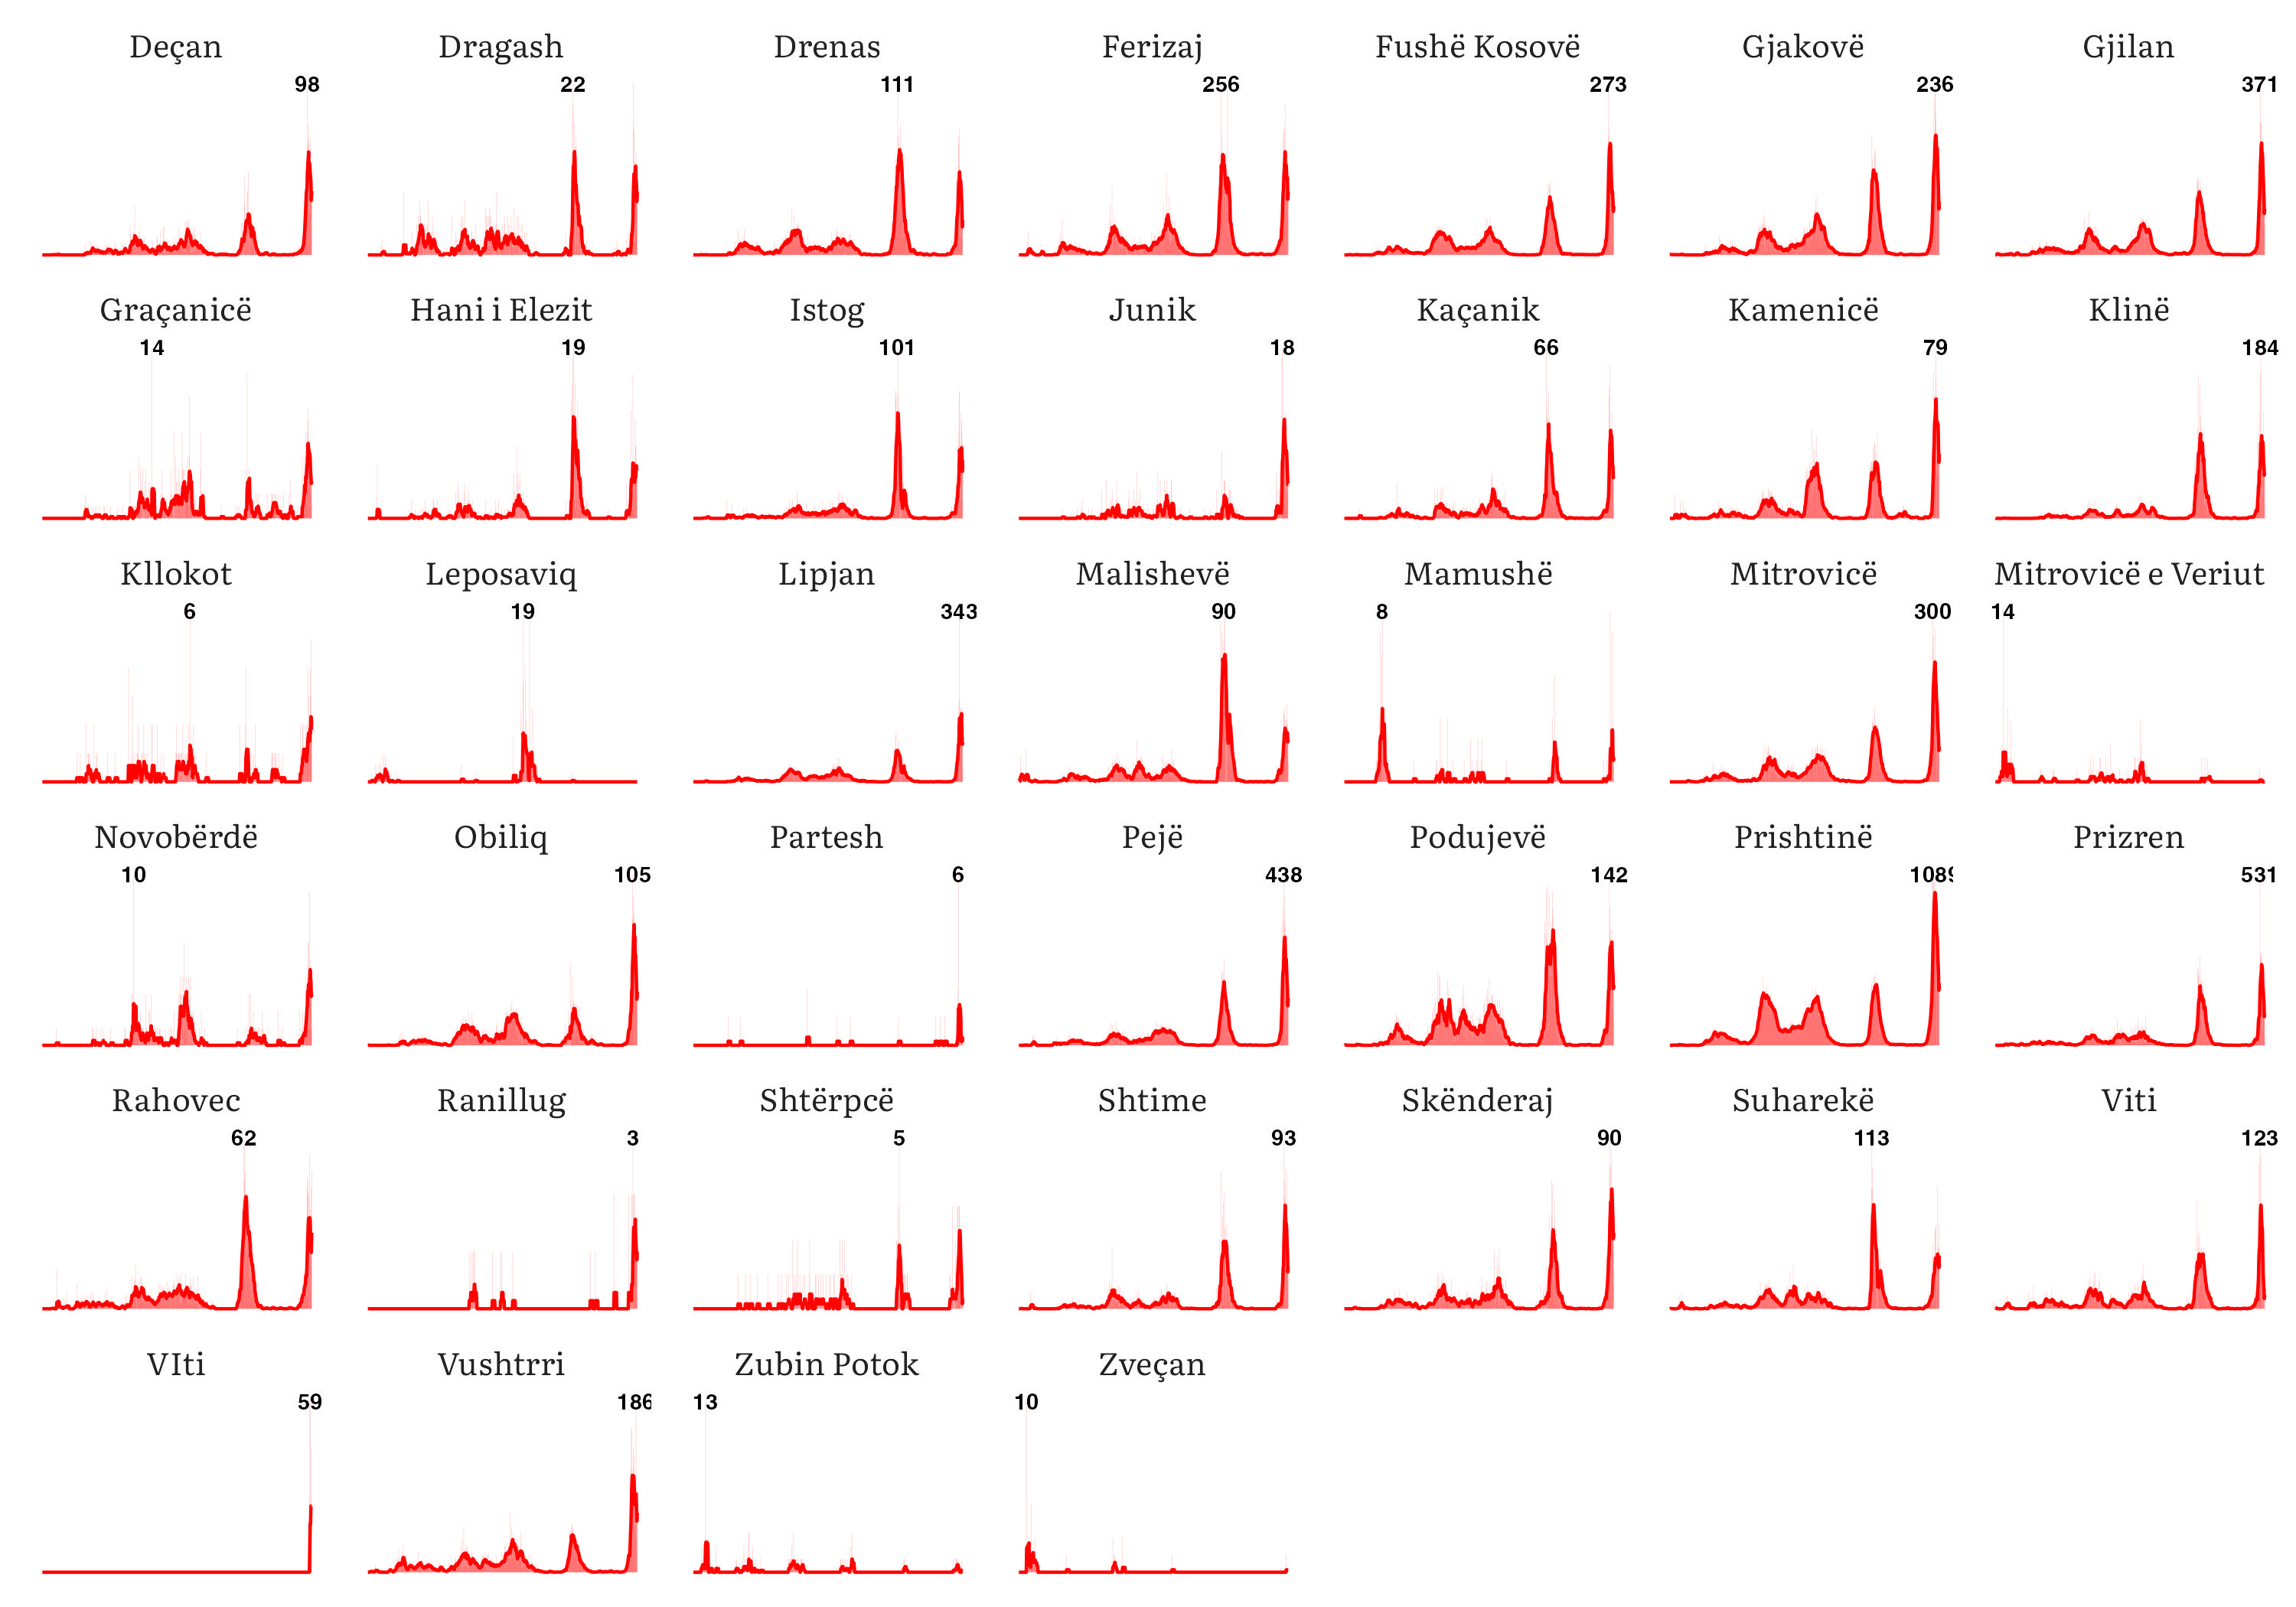 Deçan Dragash Drenas Ferizaj Fushë Kosovë Gjakovë Gjilan
98 22 111 256 273 236 371
Graçanicë Hani i Elezit Istog Junik Kaçanik Kamenicë Klinë
14 19 101 18 66 79 184
Kllokot Leposaviq Lipjan Malishevë Mamushë Mitrovicë Mitrovicë e Veriut
6 19 343 90 8 300 14
Novobërdë Obiliq Partesh Pejë Podujevë Prishtinë Prizren
10 105 6 438 142 1089 531
Rahovec Ranillug Shtërpcë Shtime Skënderaj Suharekë Viti
62 3 5 93 90 113 123
VIti Vushtrri Zubin Potok Zveçan
59 186 13 10